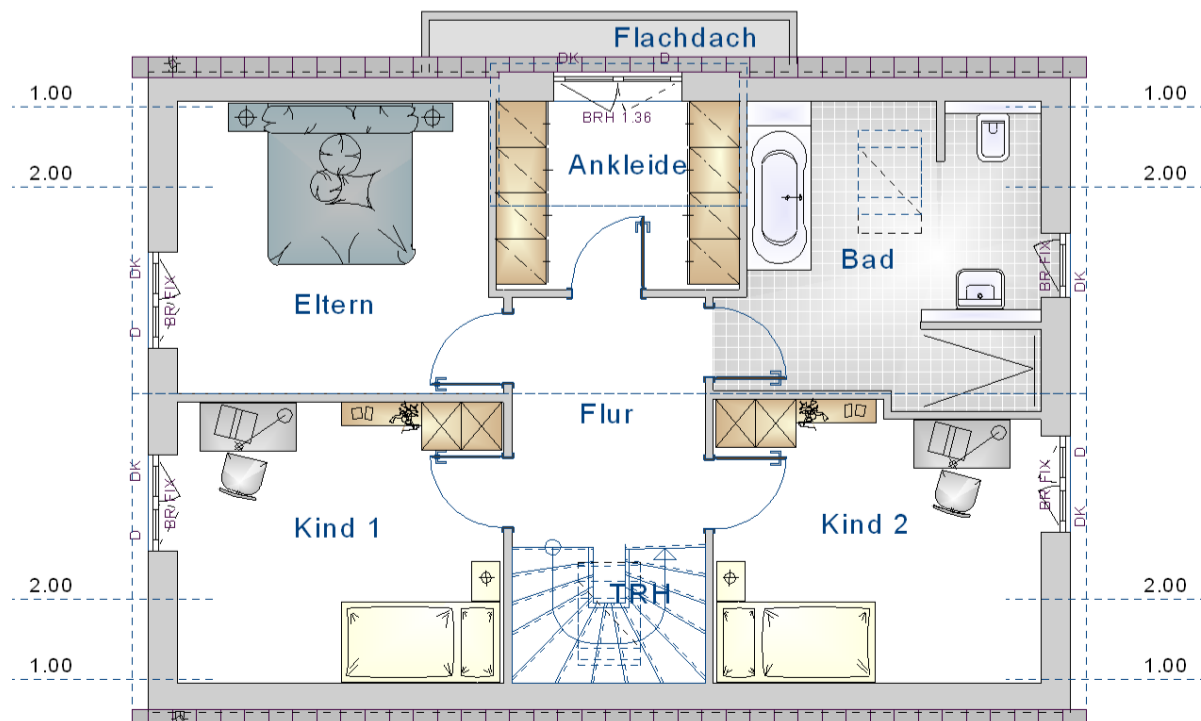 Flachdach
DK D
1.00 1.00
BRH 1.36
Ankleide
2.00 2.00
Bad
DK BR/FIX BR FIX DK
Eltern
D
Flur
DK BR/FIX BR FIX D
Kind 1 Kind 2
D DK
2.00 TRH 2.00
1.00 1.00